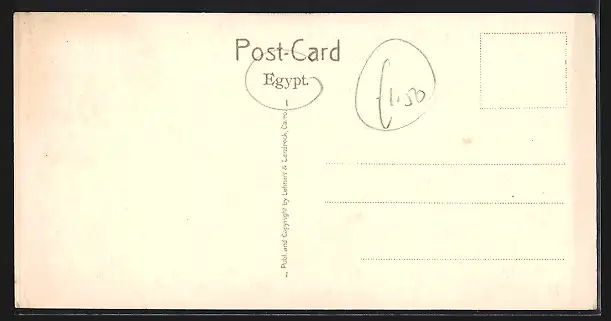 Post-Card
Egypt.
£1.50
Publ. and Copyright by Lehnert & Landrock, Cairo.